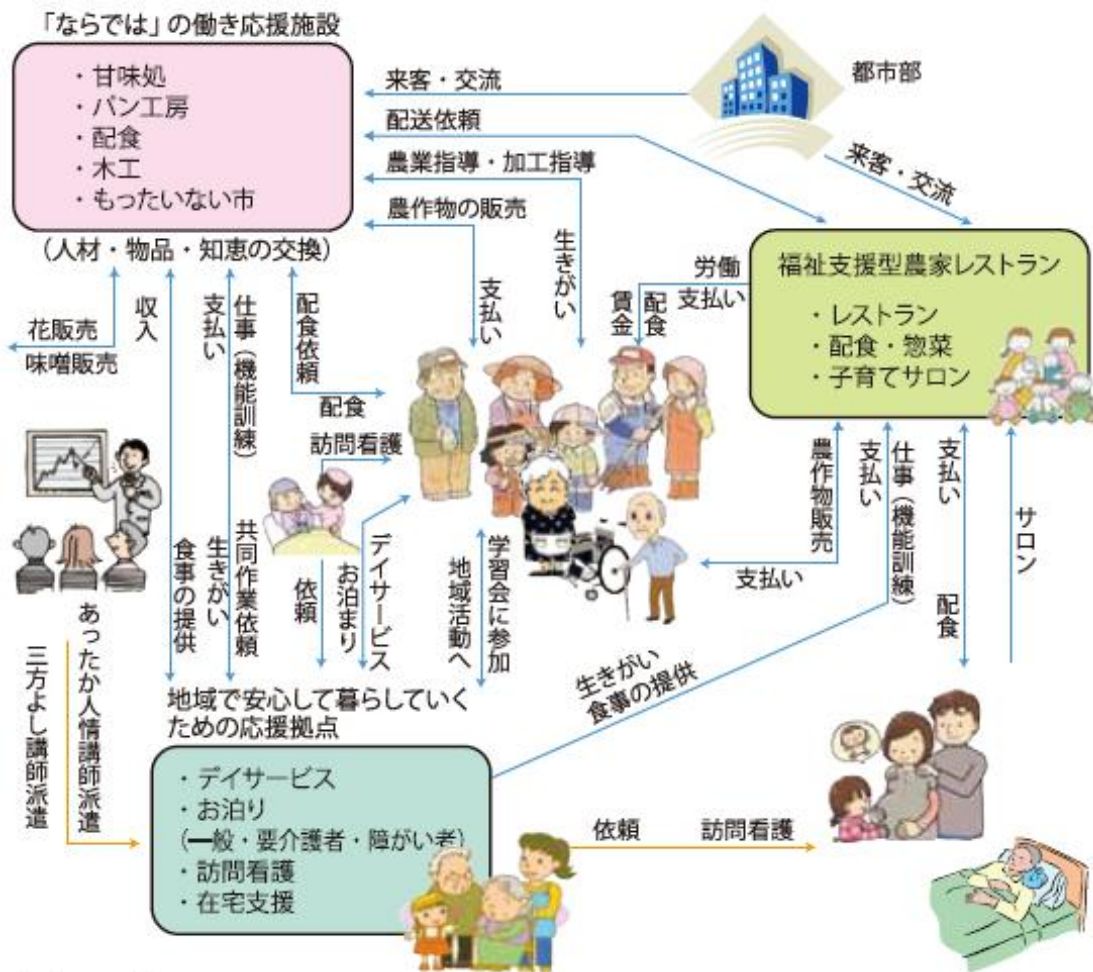 「ならでは」の働き応援施設
・甘味処
・パン工房
・配食
・木工
・もったいない市
(人材・物品・知恵の交換)
都市部
来客・交流
配送依頼
農業指導・加工指導
農作物の販売
来客・交流
福祉支援型農家レストラン
・レストラン
・配食・惣菜
・子育てサロン
労働
支払い
配食
賃金
生きがい
支払い
花販売
味噌販売
収入
支払い
仕事(機能訓練)
配食依頼
配食
訪問看護
食事の提供
生きがい
共同作業依頼
依頼
お泊まり
デイサービス
地域活動へ
学習会に参加
支払い
農作物販売
支払い
仕事(機能訓練)
支払い
配食
サロン
生きがい
食事の提供
三方よし講師派遣
あったか人情講師派遣
地域で安心して暮らしていく
ための応援拠点
・デイサービス
・お泊り
(一般・要介護者・障がい者)
・訪問看護
・在宅支援
依頼
訪問看護